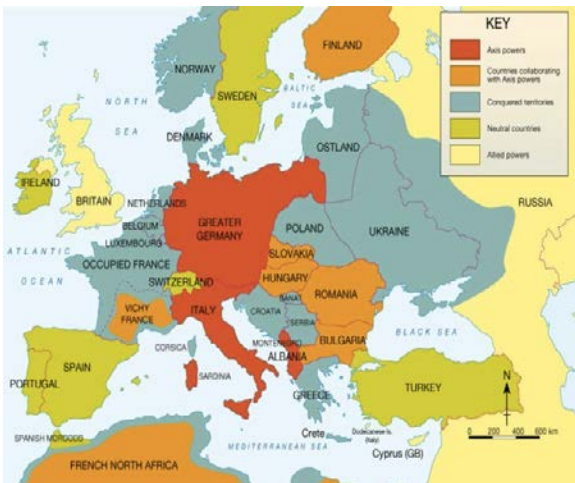 KEY
Axis powers
Countries collaborating
with Axis powers
Conquered territories
Neutral countries
Allied powers
FINLAND
NORWAY
SWEDEN
BALTIC
SEA
NORTH
SEA
DENMARK
OSTLAND
IRELAND
BRITAIN
NETHERLANDS
BELGIUM
LUXEMBOURG
GREATER
GERMANY
POLAND
UKRAINE
RUSSIA
ATLANTIC
OCEAN
OCCUPIED FRANCE
SLOVAKIA
SWITZERLAND
HUNGARY
VICHY
FRANCE
ITALY
BANAT
ROMANIA
CROATIA
SERBIA
BLACK SEA
CORSICA
MONTENEGRO
BULGARIA
ALBANIA
SPAIN
PORTUGAL
SARDINIA
GREECE
TURKEY
N
SPANISH MOROCCO
Crete
Dodecanese Is.
(Italy)
0 200 400 600 km
MEDITERRANEAN SEA
Cyprus (GB)
FRENCH NORTH AFRICA